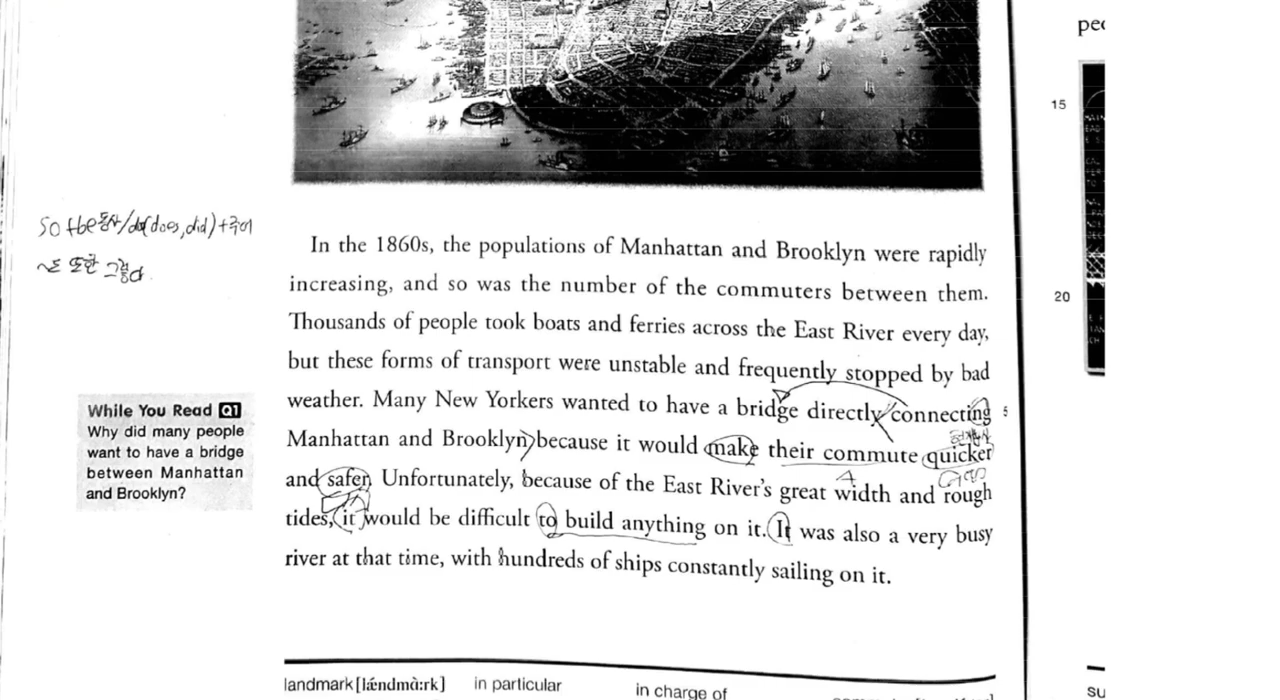 peo
15
20
So + be동사/do(does, did) + 주어
~도 또한 그렇다.
In the 1860s, the populations of Manhattan and Brooklyn were rapidly
increasing, and so was the number of the commuters between them.
Thousands of people took boats and ferries across the East River every day,
but these forms of transport were unstable and frequently stopped by bad
weather. Many New Yorkers wanted to have a bridge directly connecting
5
Manhattan and Brooklyn because it would make their commute quicker
and safer. Unfortunately, because of the East River's great width and rough
tides, it would be difficult to build anything on it. It was also a very busy
river at that time, with hundreds of ships constantly sailing on it.
While You Read Q1
Why did many people
want to have a bridge
between Manhattan
and Brooklyn?
landmark [lǽndmὰːrk]
in particular
in charge of
su